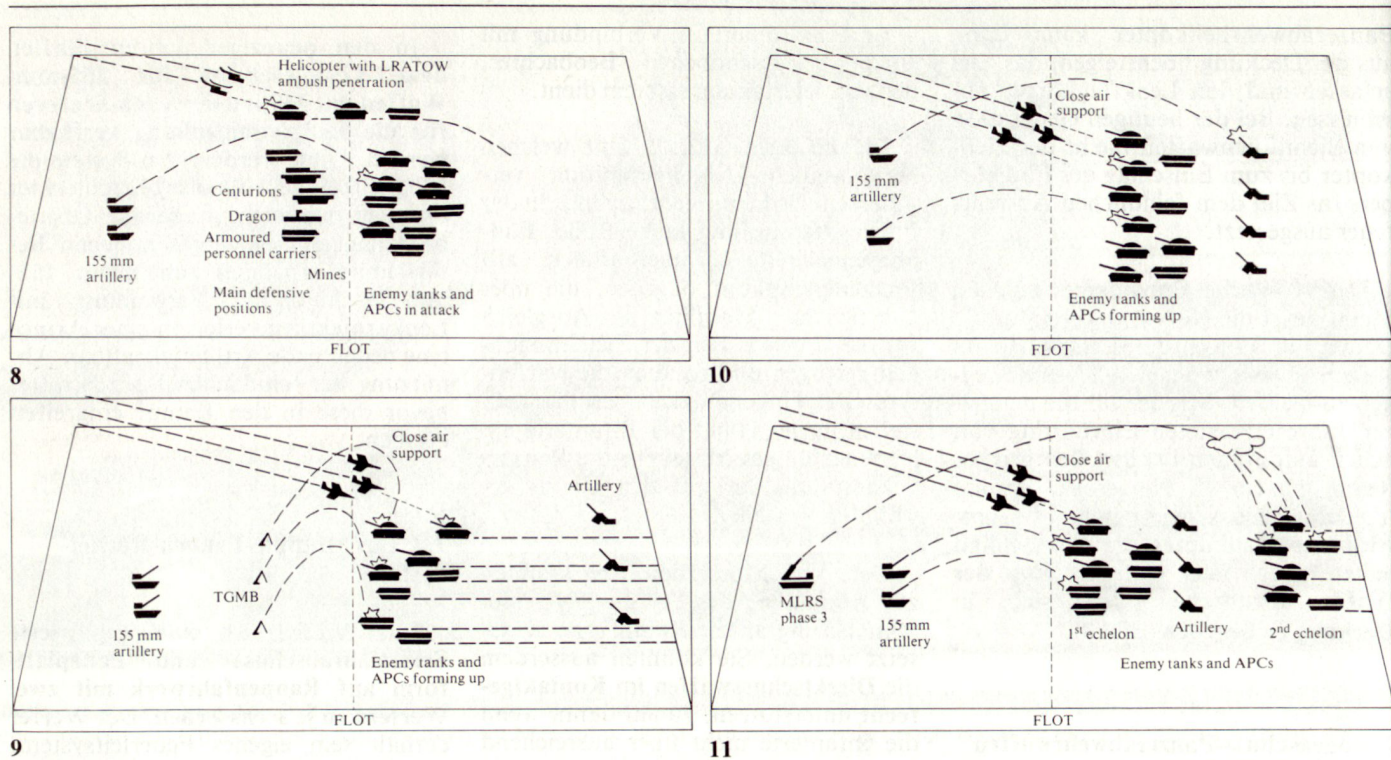 Helicopter with LRATOW
ambush penetration
Centurions
Dragon
Armoured
personnel carriers
155 mm
artillery
Mines
Main defensive
positions
Enemy tanks and
APCs in attack
FLOT
8
Close air
support
155 mm
artillery
Enemy tanks and
APCs forming up
FLOT
10
Close air
support
Artillery
TGMB
155 mm
artillery
Enemy tanks and
APCs forming up
FLOT
9
Close air
support
MLRS
phase 3
155 mm
artillery
1st echelon
Artillery
2nd echelon
Enemy tanks and APCs
FLOT
11